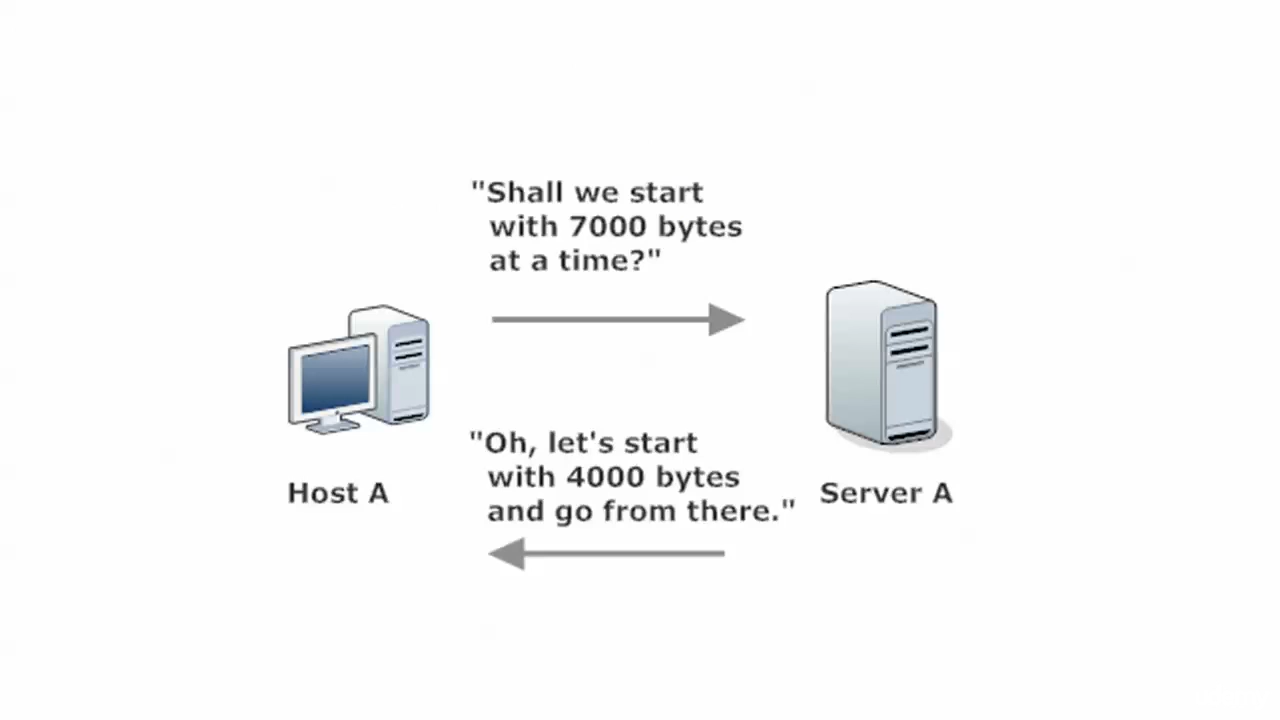 "Shall we start
with 7000 bytes
at a time?"
"Oh, let's start
with 4000 bytes
and go from there."
Host A
Server A